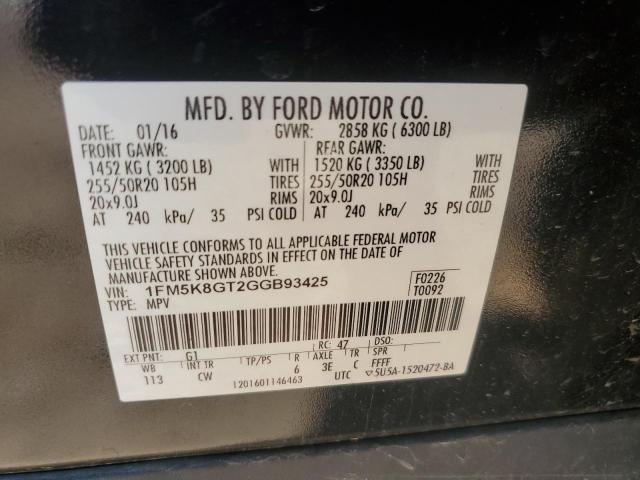 MFD. BY FORD MOTOR CO.
DATE: 01/16 GVWR: 2858 KG ( 6300 LB)
FRONT GAWR: REAR GAWR:
1452 KG ( 3200 LB) WITH 1520 KG ( 3350 LB)
255/50R20 105H TIRES 255/50R20 105H
20x9.0J RIMS 20x9.0J
AT 240 kPa/ 35 PSI COLD AT 240 kPa/ 35 PSI COLD
WITH
TIRES
RIMS
THIS VEHICLE CONFORMS TO ALL APPLICABLE FEDERAL MOTOR
VEHICLE SAFETY STANDARDS IN EFFECT ON THE DATE OF
MANUFACTURE SHOWN ABOVE.
VIN: 1FM5K8GT2GGB93425
TYPE: MPV
F0226
T0092
EXT PNT: G1 RC: 47 DSO:
WB INT TR TP/PS R AXLE TR SPR
113 CW 6 3E C FFFF
1201601146463 UTC ▽5U5A-1520472-BA